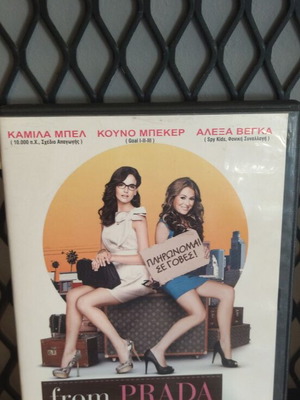 ΚΑΜΙΛΑ ΜΠΕΛ ΚΟΥΝΟ ΜΠΕΚΕΡ ΑΛΕΞΑ ΒΕΓΚΑ
( 10.000 π.Χ., Σχέδιο Απαγωγής ) ( Goal I-II-III ) ( Spy Kids, Φονική Συναλλαγή )
ΠΛΗΡΩΝΟΜΑΙ
ΣΕ ΓΟΒΕΣ!
from PRADA